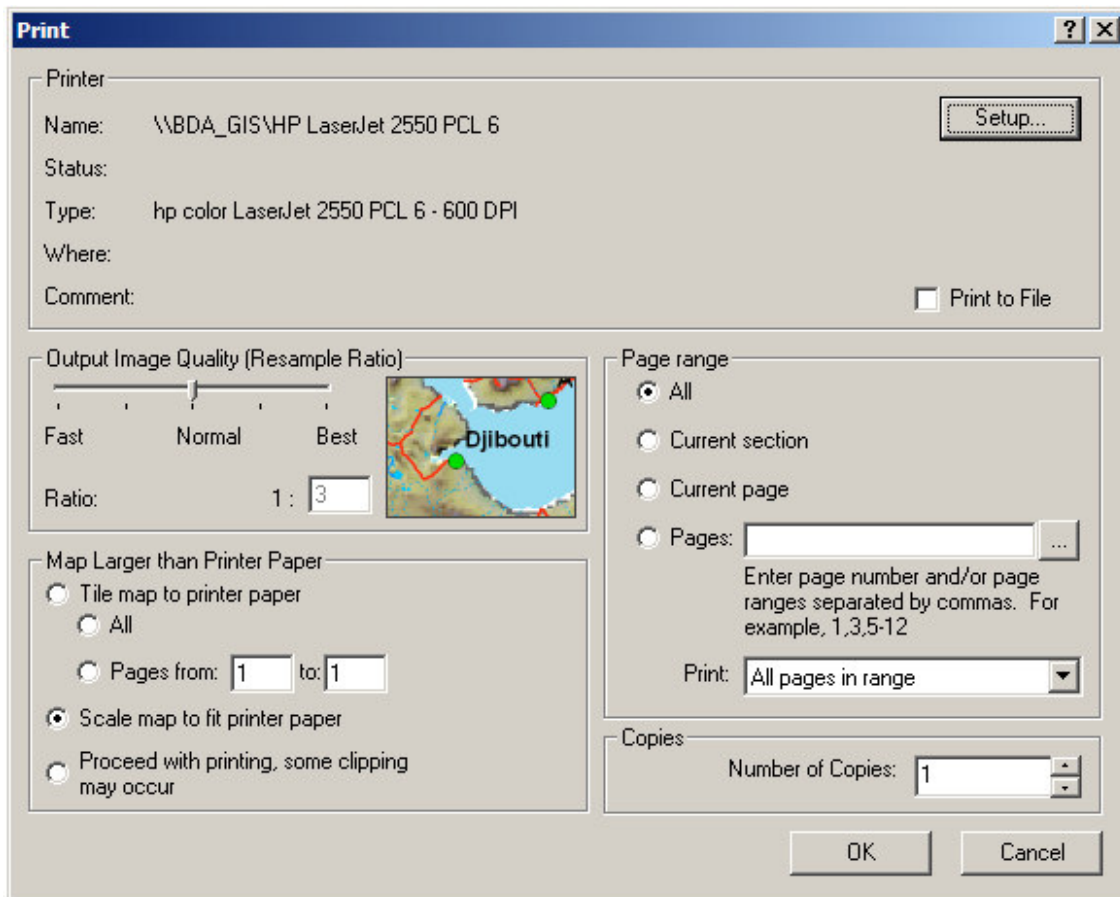 Print
Printer
Name: \\BDA_GIS\HP LaserJet 2550 PCL 6
Setup...
Status:
Type: hp color LaserJet 2550 PCL 6 - 600 DPI
Where:
Comment:
Print to File
Output Image Quality (Resample Ratio)
Fast Normal Best
Ratio: 1 : 3
Djibouti
Map Larger than Printer Paper
Tile map to printer paper
All
Pages from: 1 to: 1
Scale map to fit printer paper
Proceed with printing, some clipping
may occur
Page range
All
Current section
Current page
Pages: ...
Enter page number and/or page
ranges separated by commas. For
example, 1,3,5-12
Print: All pages in range
Copies
Number of Copies: 1
OK Cancel